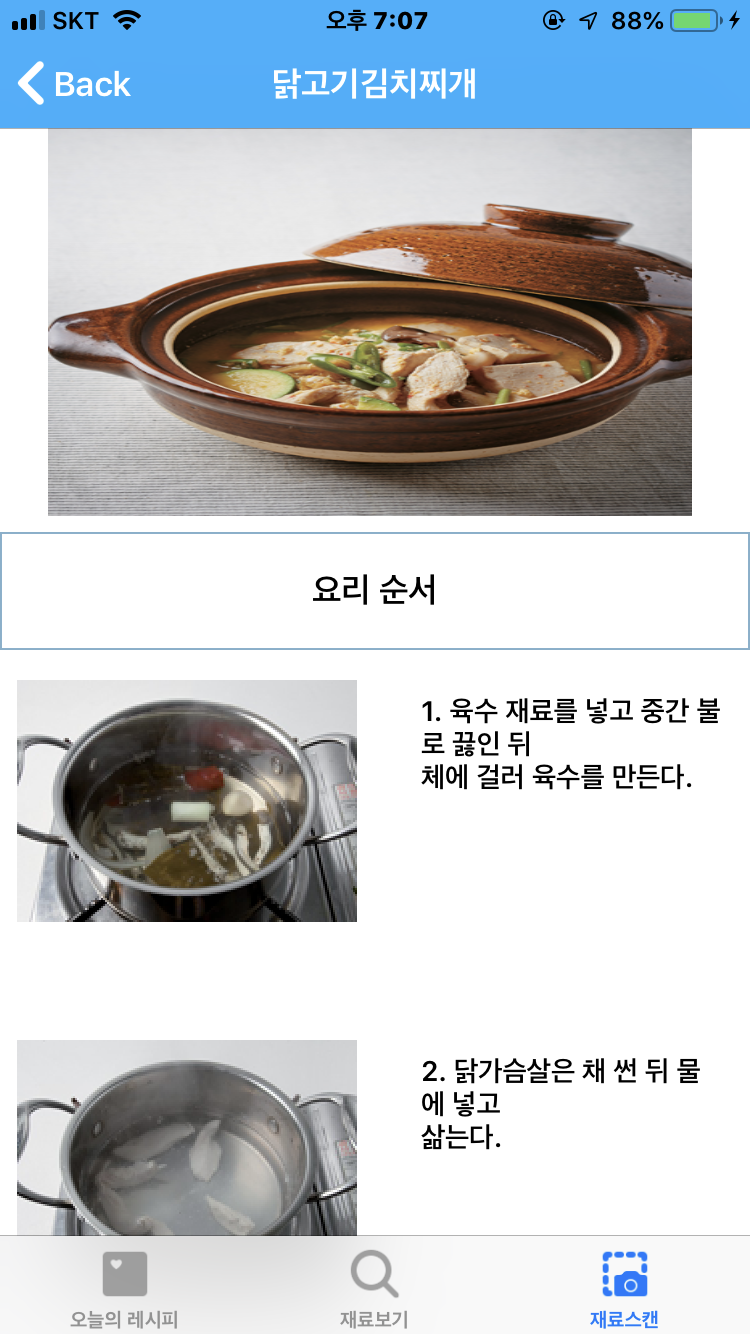 SKT 오후 7:07 88%
Back 닭고기김치찌개
요리 순서
1. 육수 재료를 넣고 중간 불
로 끓인 뒤
체에 걸러 육수를 만든다.
2. 닭가슴살은 채 썬 뒤 물
에 넣고
삶는다.
오늘의 레시피 재료보기 재료스캔